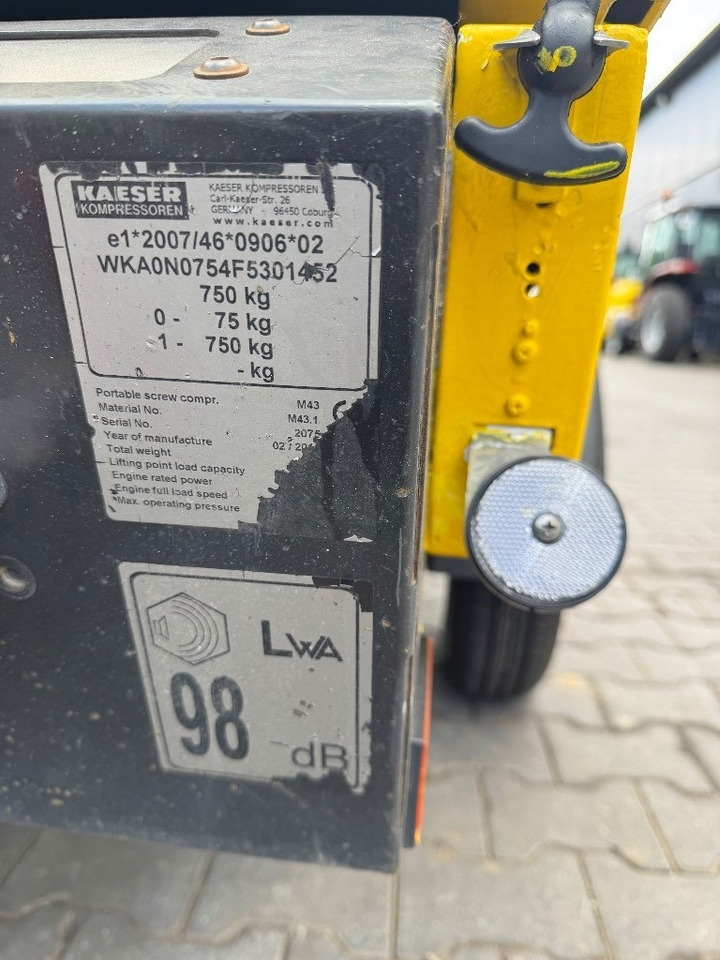 KAESER
KOMPRESSOREN
KAESER KOMPRESSOREN
Carl-Kaeser-Str. 26
GERMANY - 96450 Coburg
www.kaeser.com
e1*2007/46*0906*02
WKA0N0754F5301452
750 kg
0 - 75 kg
1 - 750 kg
- kg
Portable screw compr. M43
Material No. M43.1
Serial No. 2075
Year of manufacture 02 /
Total weight
Lifting point load capacity
Engine rated power
Engine full load speed
Max. operating pressure
LWA
98
dB